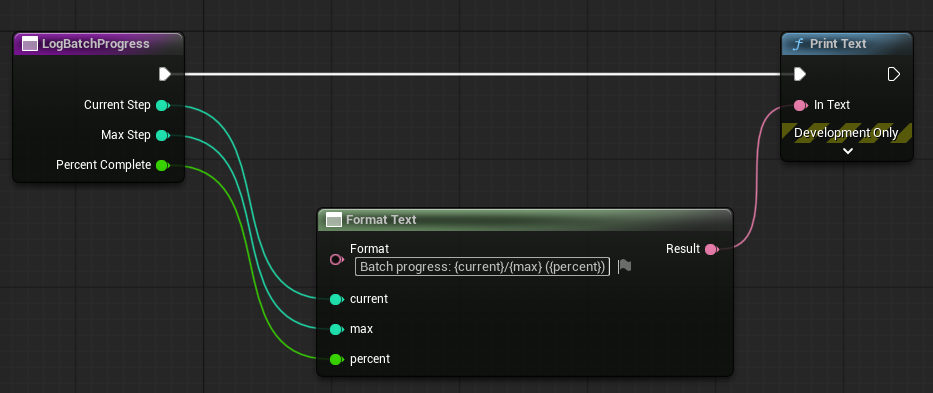 LogBatchProgress
Current Step
Max Step
Percent Complete
f Print Text
In Text
Development Only
Format Text
Format
Batch progress: {current}/{max} ({percent})
Result
current
max
percent